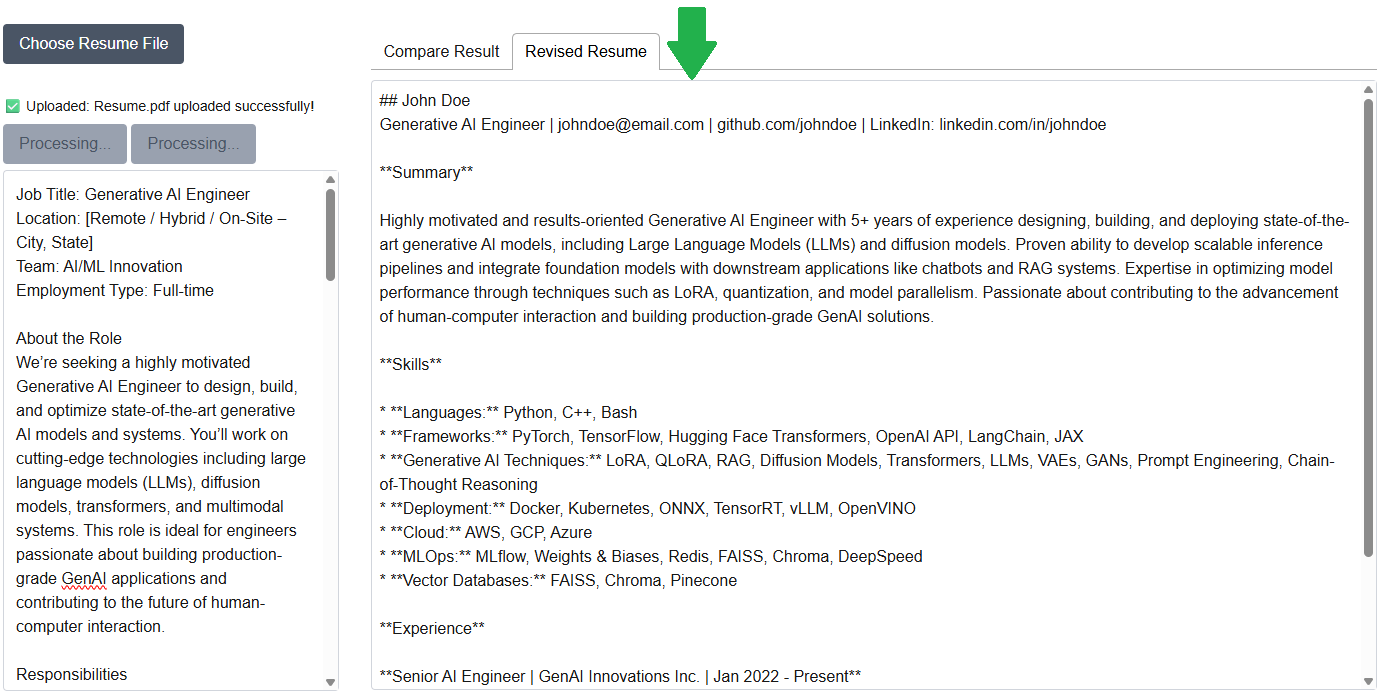 Choose Resume File
Uploaded: Resume.pdf uploaded successfully!
Processing...
Processing...
Job Title: Generative AI Engineer
Location: [Remote / Hybrid / On-Site –
City, State]
Team: AI/ML Innovation
Employment Type: Full-time
About the Role
We’re seeking a highly motivated
Generative AI Engineer to design, build,
and optimize state-of-the-art generative
AI models and systems. You’ll work on
cutting-edge technologies including large
language models (LLMs), diffusion
models, transformers, and multimodal
systems. This role is ideal for engineers
passionate about building production-
grade GenAI applications and
contributing to the future of human-
computer interaction.
Responsibilities
Compare Result
Revised Resume
## John Doe
Generative AI Engineer | johndoe@email.com | github.com/johndoe | LinkedIn: linkedin.com/in/johndoe
**Summary**
Highly motivated and results-oriented Generative AI Engineer with 5+ years of experience designing, building, and deploying state-of-the-
art generative AI models, including Large Language Models (LLMs) and diffusion models. Proven ability to develop scalable inference
pipelines and integrate foundation models with downstream applications like chatbots and RAG systems. Expertise in optimizing model
performance through techniques such as LoRA, quantization, and model parallelism. Passionate about contributing to the advancement
of human-computer interaction and building production-grade GenAI solutions.
**Skills**
* **Languages:** Python, C++, Bash
* **Frameworks:** PyTorch, TensorFlow, Hugging Face Transformers, OpenAI API, LangChain, JAX
* **Generative AI Techniques:** LoRA, QLoRA, RAG, Diffusion Models, Transformers, LLMs, VAEs, GANs, Prompt Engineering, Chain-
of-Thought Reasoning
* **Deployment:** Docker, Kubernetes, ONNX, TensorRT, vLLM, OpenVINO
* **Cloud:** AWS, GCP, Azure
* **MLOps:** MLflow, Weights & Biases, Redis, FAISS, Chroma, DeepSpeed
* **Vector Databases:** FAISS, Chroma, Pinecone
**Experience**
**Senior AI Engineer | GenAI Innovations Inc. | Jan 2022 - Present**